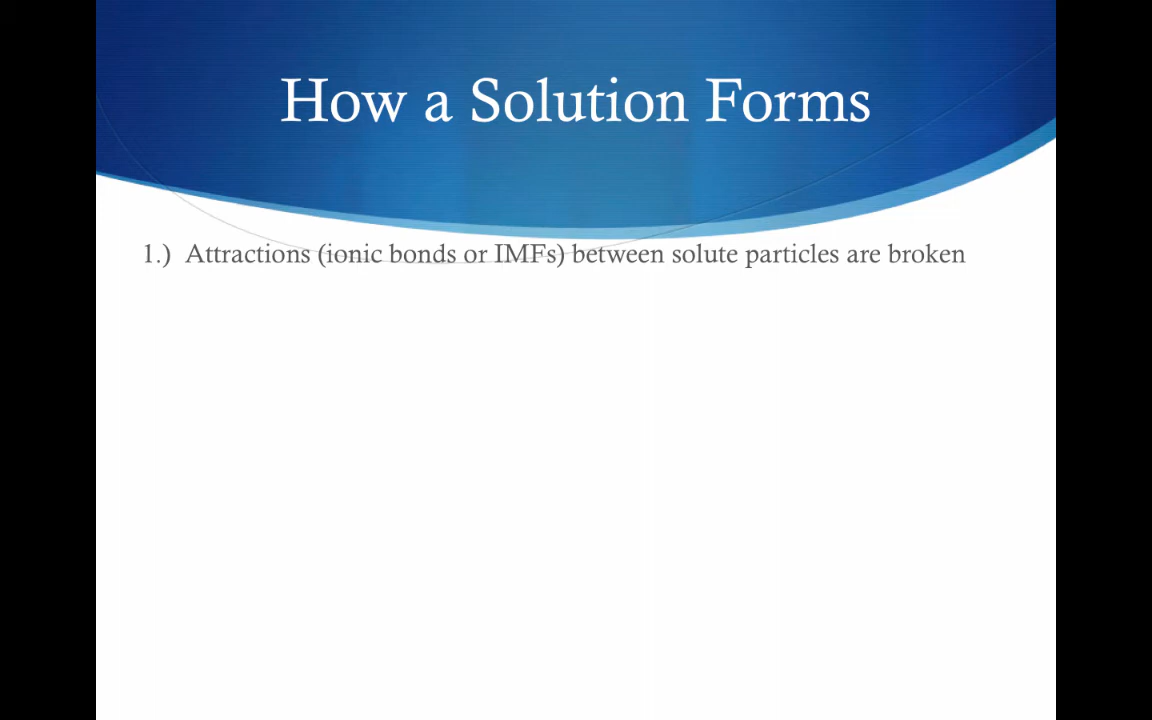 How a Solution Forms
1.) Attractions (ionic bonds or IMFs) between solute particles are broken